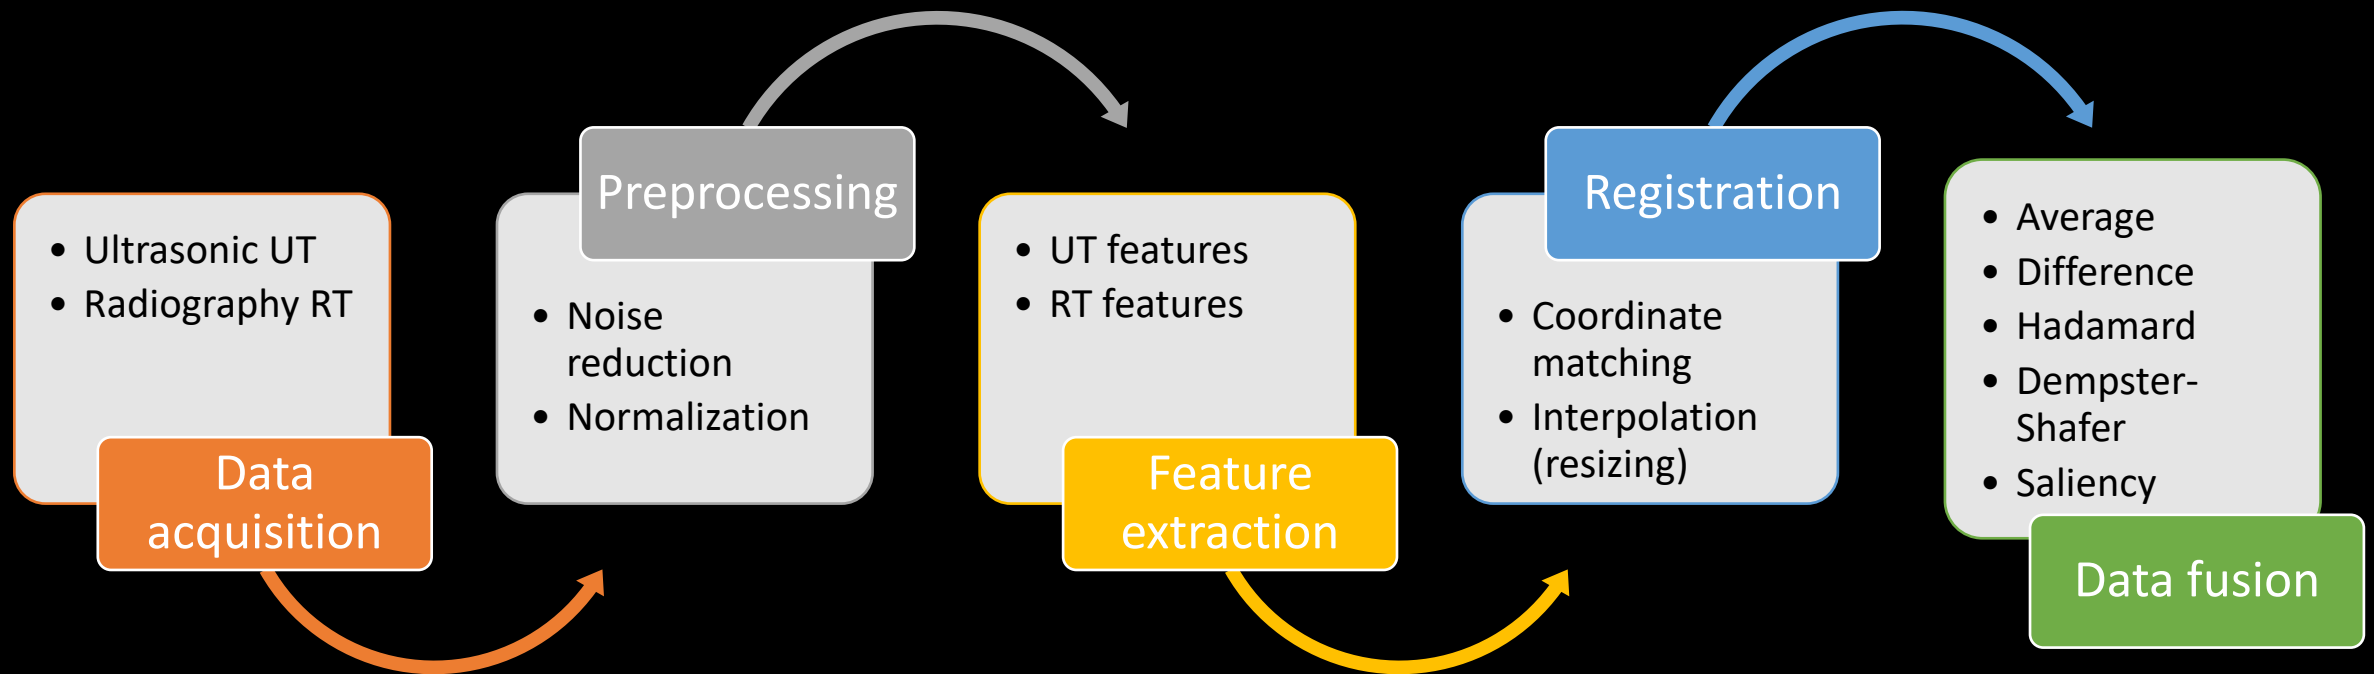 • Ultrasonic UT
• Radiography RT
Data
acquisition
Preprocessing
• Noise
reduction
• Normalization
• UT features
• RT features
Feature
extraction
Registration
• Coordinate
matching
• Interpolation
(resizing)
• Average
• Difference
• Hadamard
• Dempster-
Shafer
• Saliency
Data fusion